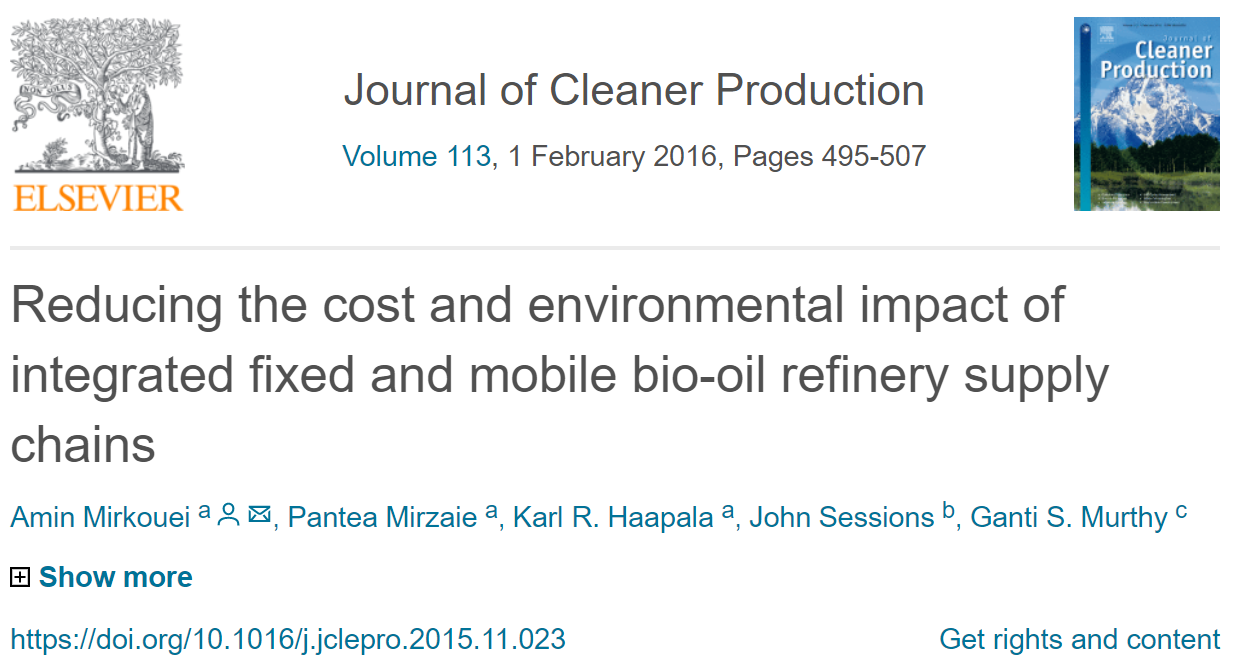 NON SOLUS
ELSEVIER
Journal of Cleaner Production
Volume 113, 1 February 2016, Pages 495-507
Journal of
Cleaner
Production
Reducing the cost and environmental impact of
integrated fixed and mobile bio-oil refinery supply
chains
Amin Mirkouei a, Pantea Mirzaie a, Karl R. Haapala a, John Sessions b, Ganti S. Murthy c
Show more
https://doi.org/10.1016/j.jclepro.2015.11.023 Get rights and content